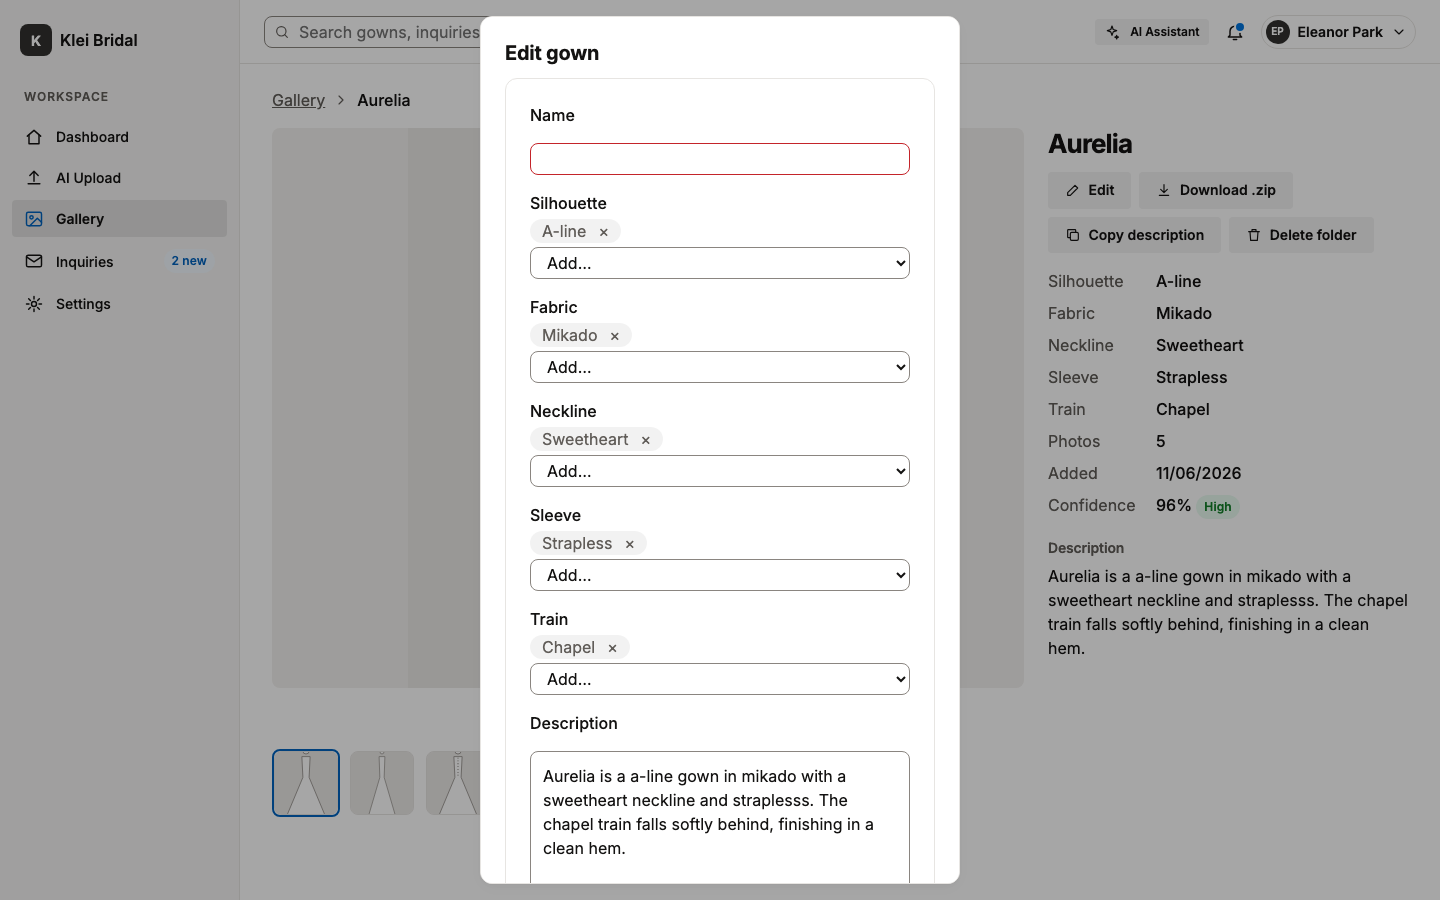 K Klei Bridal
Search gowns, inquiries
AI Assistant
EP Eleanor Park
WORKSPACE
Dashboard
AI Upload
Gallery
Inquiries 2 new
Settings
Gallery > Aurelia
Edit gown
Name
Silhouette
A-line ×
Add...
Fabric
Mikado ×
Add...
Neckline
Sweetheart ×
Add...
Sleeve
Strapless ×
Add...
Train
Chapel ×
Add...
Description
Aurelia is a a-line gown in mikado with a
sweetheart neckline and straplesss. The
chapel train falls softly behind, finishing in a
clean hem.
Aurelia
Edit
Download .zip
Copy description
Delete folder
Silhouette A-line
Fabric Mikado
Neckline Sweetheart
Sleeve Strapless
Train Chapel
Photos 5
Added 11/06/2026
Confidence 96% High
Description
Aurelia is a a-line gown in mikado with a
sweetheart neckline and straplesss. The chapel
train falls softly behind, finishing in a clean
hem.